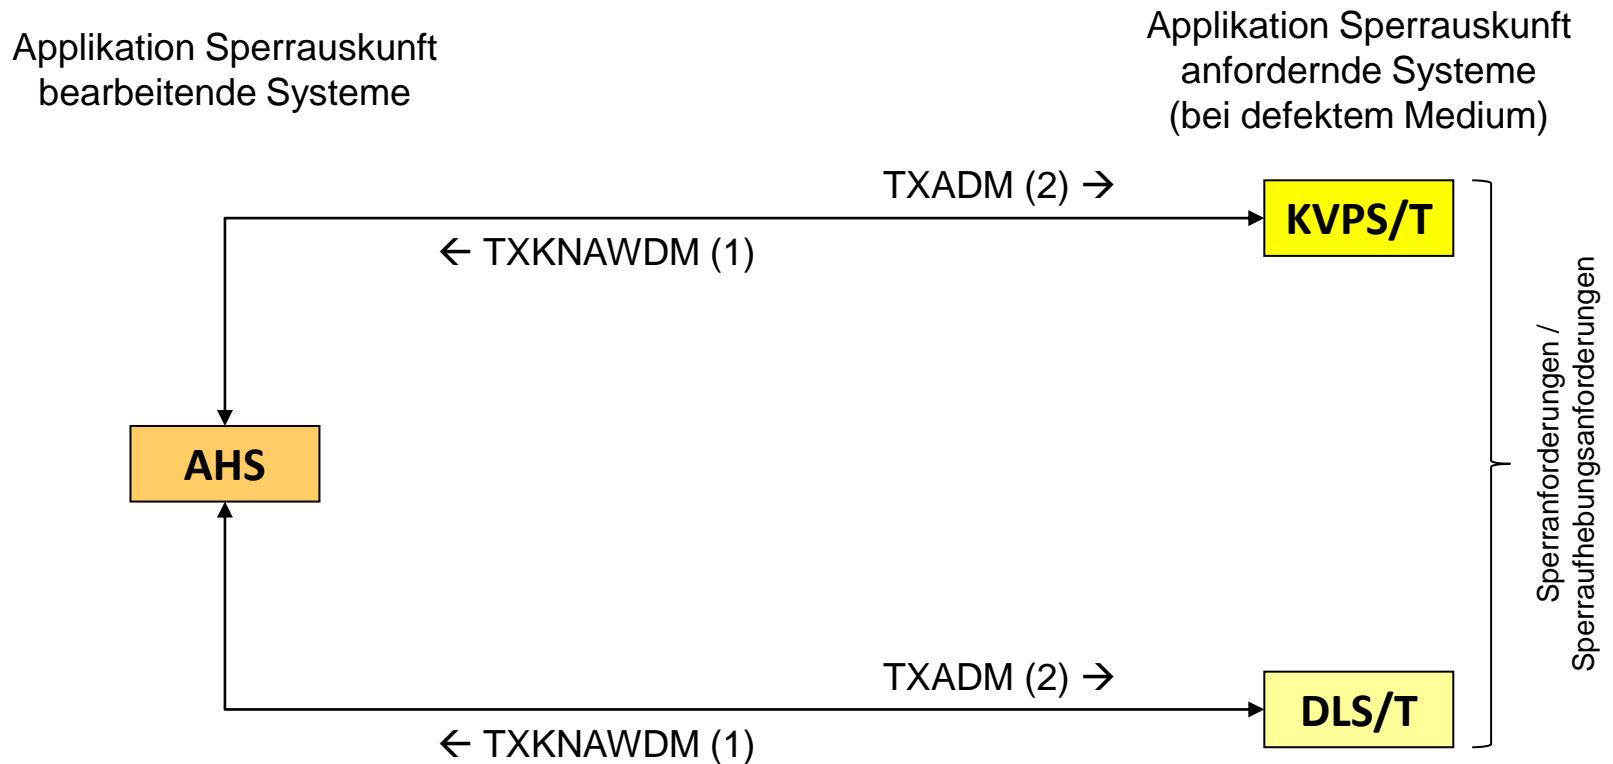 Applikation Sperrauskunft
bearbeitende Systeme
Applikation Sperrauskunft
anfordernde Systeme
(bei defektem Medium)
TXADM (2) →
← TXKNAWDM (1)
KVPS/T
AHS
Sperranforderungen /
Sperraufhebungsanforderungen
TXADM (2) →
← TXKNAWDM (1)
DLS/T